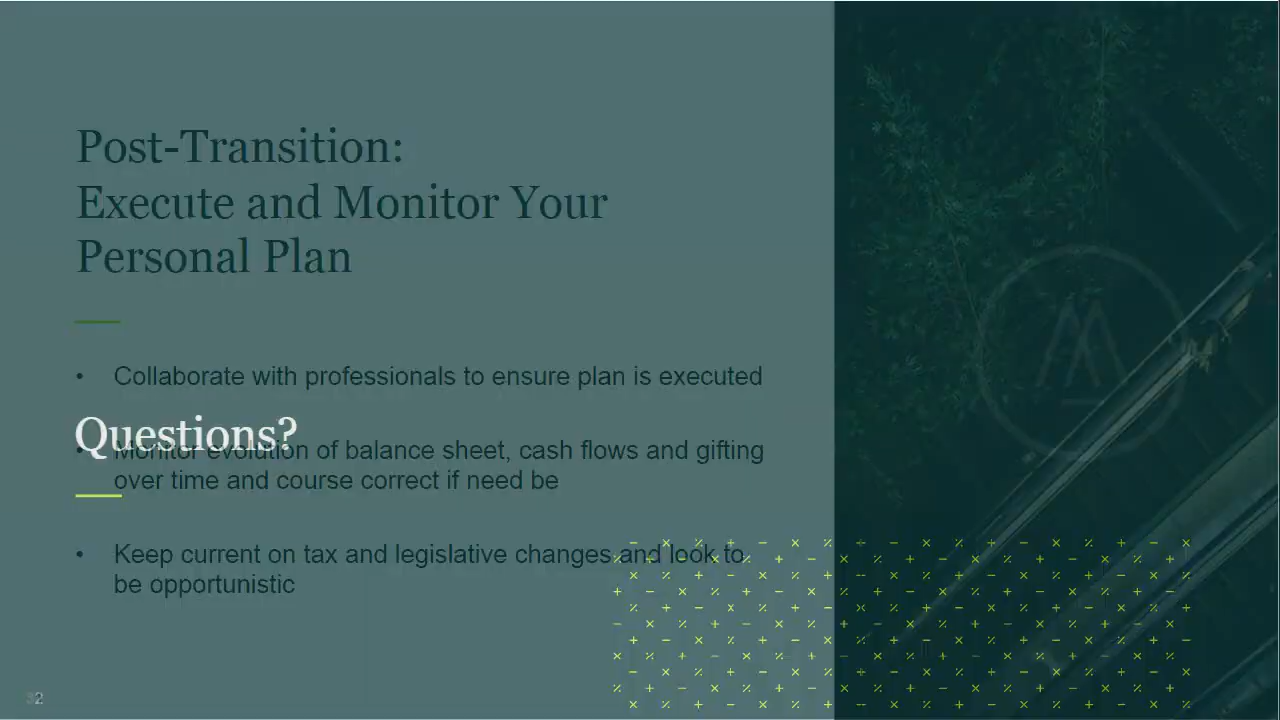 Post-Transition:
Execute and Monitor Your
Personal Plan
• Collaborate with professionals to ensure plan is executed
Questions?
• Monitor evolution of balance sheet, cash flows and gifting
over time and course correct if need be
• Keep current on tax and legislative changes and look to
be opportunistic